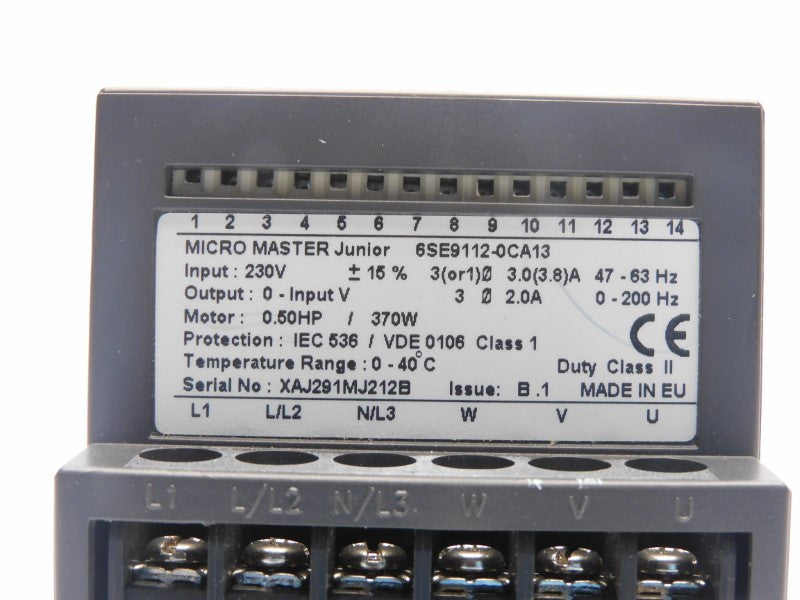 1 2 3 4 5 6 7 8 9 10 11 12 13 14
MICRO MASTER Junior 6SE9112-0CA13
Input : 230V ± 15 % 3(or1)Ø 3.0(3.8)A 47 - 63 Hz
Output : 0 - Input V 3 Ø 2.0A 0 - 200 Hz
Motor : 0.50HP / 370W
CE
Protection : IEC 536 / VDE 0106 Class 1
Temperature Range : 0 - 40°C Duty Class II
Serial No : XAJ291MJ212B Issue: B .1 MADE IN EU
L1 L/L2 N/L3 W V U
L1 L/L2 N/L3 W V U